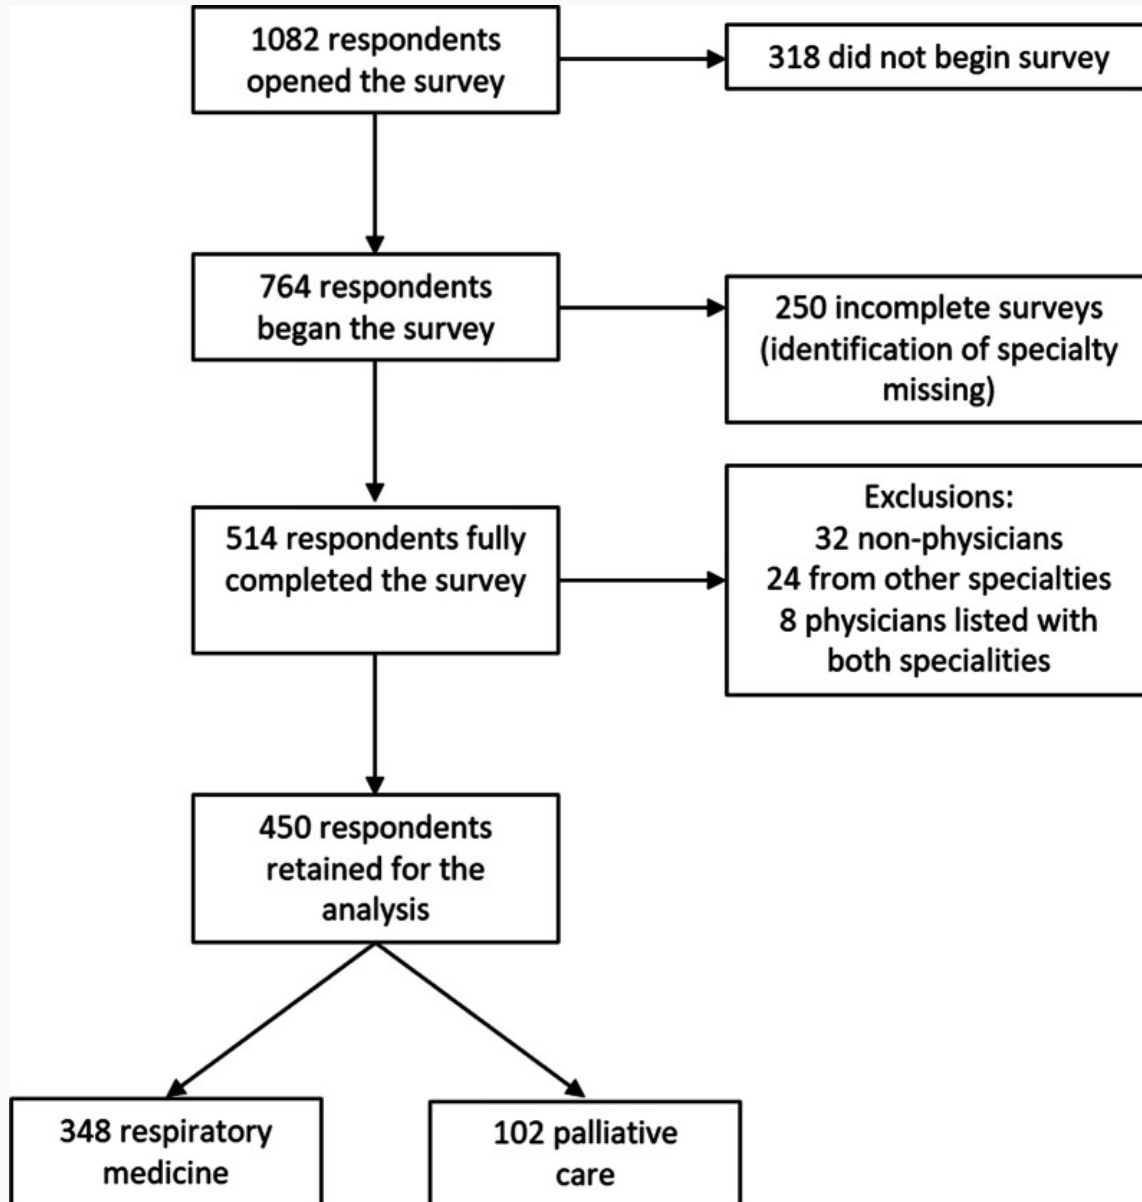 1082 respondents
opened the survey
318 did not begin survey
764 respondents
began the survey
250 incomplete surveys
(identification of specialty
missing)
514 respondents fully
completed the survey
Exclusions:
32 non-physicians
24 from other specialties
8 physicians listed with
both specialities
450 respondents
retained for the
analysis
348 respiratory
medicine
102 palliative
care